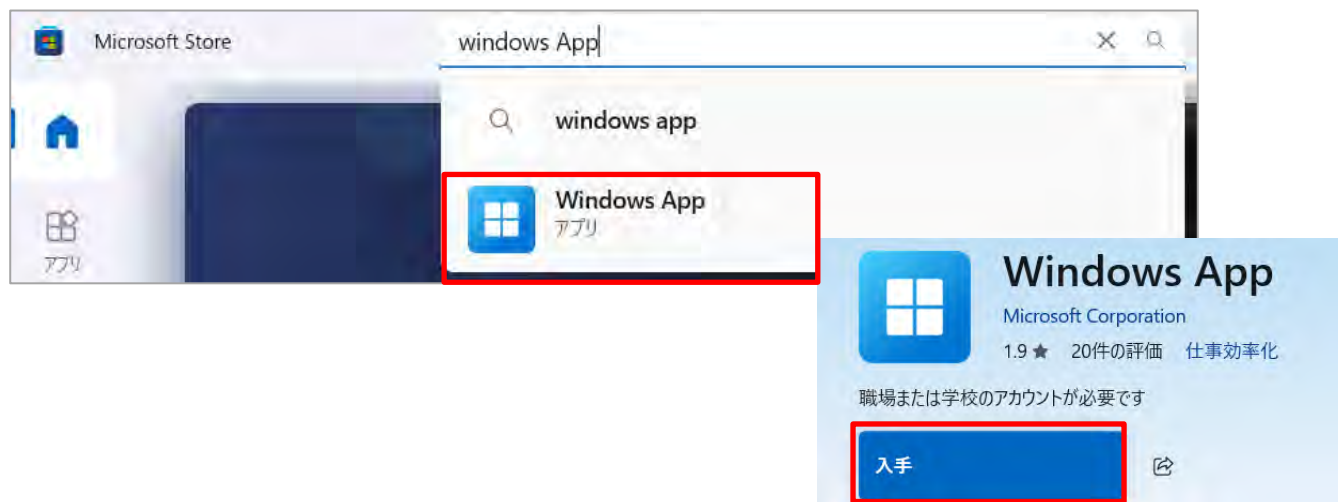 Microsoft Store
windows App
windows app
Windows App
アプリ
アプリ
Windows App
Microsoft Corporation
1.9 ★ 20件の評価 仕事効率化
職場または学校のアカウントが必要です
入手